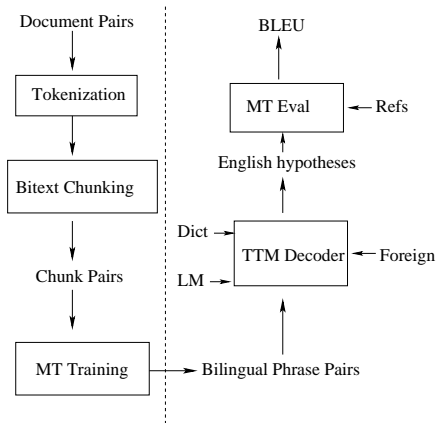 Document Pairs
Tokenization
Bitext Chunking
Chunk Pairs
MT Training
BLEU
MT Eval
Refs
English hypotheses
Dict
TTM Decoder
Foreign
LM
Bilingual Phrase Pairs